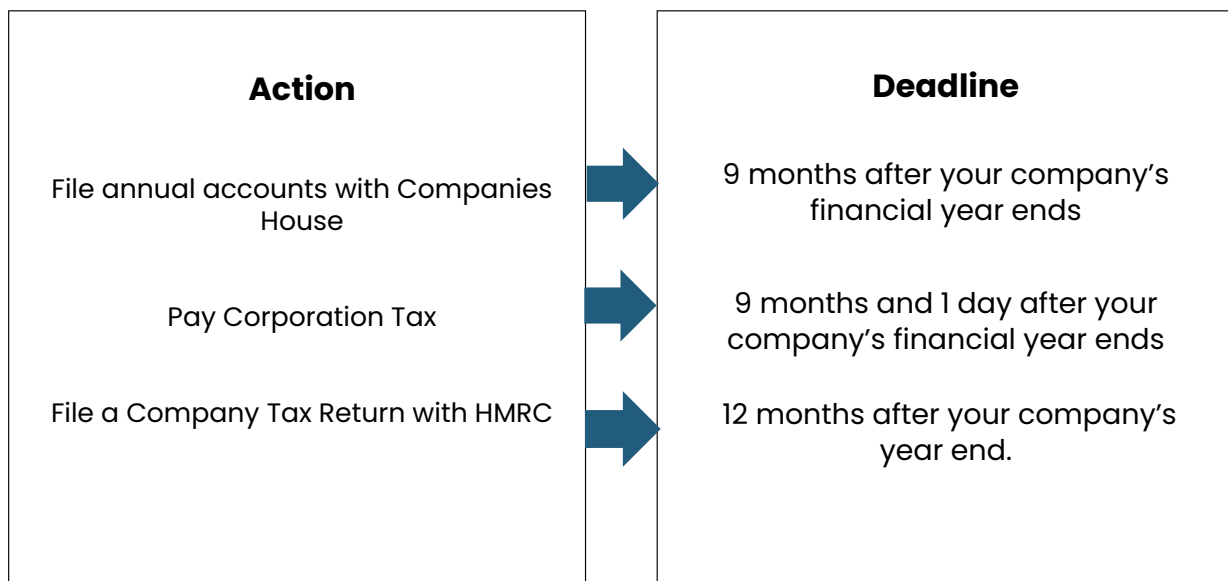 Action
File annual accounts with Companies
House
Pay Corporation Tax
File a Company Tax Return with HMRC
Deadline
9 months after your company’s
financial year ends
9 months and 1 day after your
company’s financial year ends
12 months after your company’s
year end.